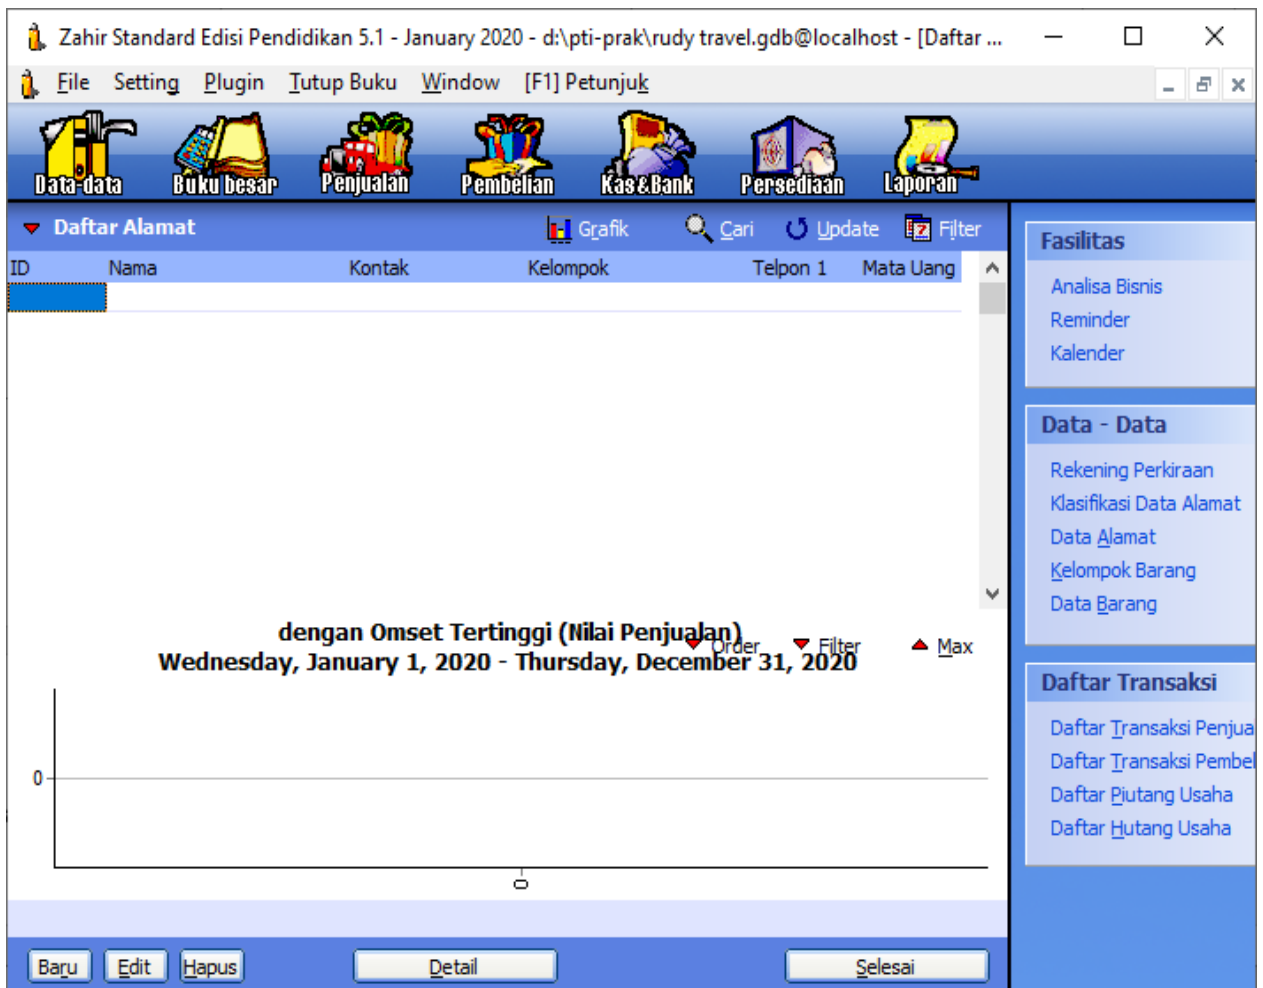 Zahir Standard Edisi Pendidikan 5.1 - January 2020 - d:\pti-prak\rudy travel.gdb@localhost - [Daftar ...
File Setting Plugin Tutup Buku Window [F1] Petunjuk
Data-data Buku besar Penjualan Pembelian Kas&Bank Persediaan Laporan
Daftar Alamat Grafik Cari Update Filter
ID Nama Kontak Kelompok Telpon 1 Mata Uang
dengan Omset Tertinggi (Nilai Penjualan)
Order Filter Max
Wednesday, January 1, 2020 - Thursday, December 31, 2020
0
0
Baru Edit Hapus Detail Selesai
Fasilitas
Analisa Bisnis
Reminder
Kalender
Data - Data
Rekening Perkiraan
Klasifikasi Data Alamat
Data Alamat
Kelompok Barang
Data Barang
Daftar Transaksi
Daftar Transaksi Penjua
Daftar Transaksi Pembel
Daftar Piutang Usaha
Daftar Hutang Usaha